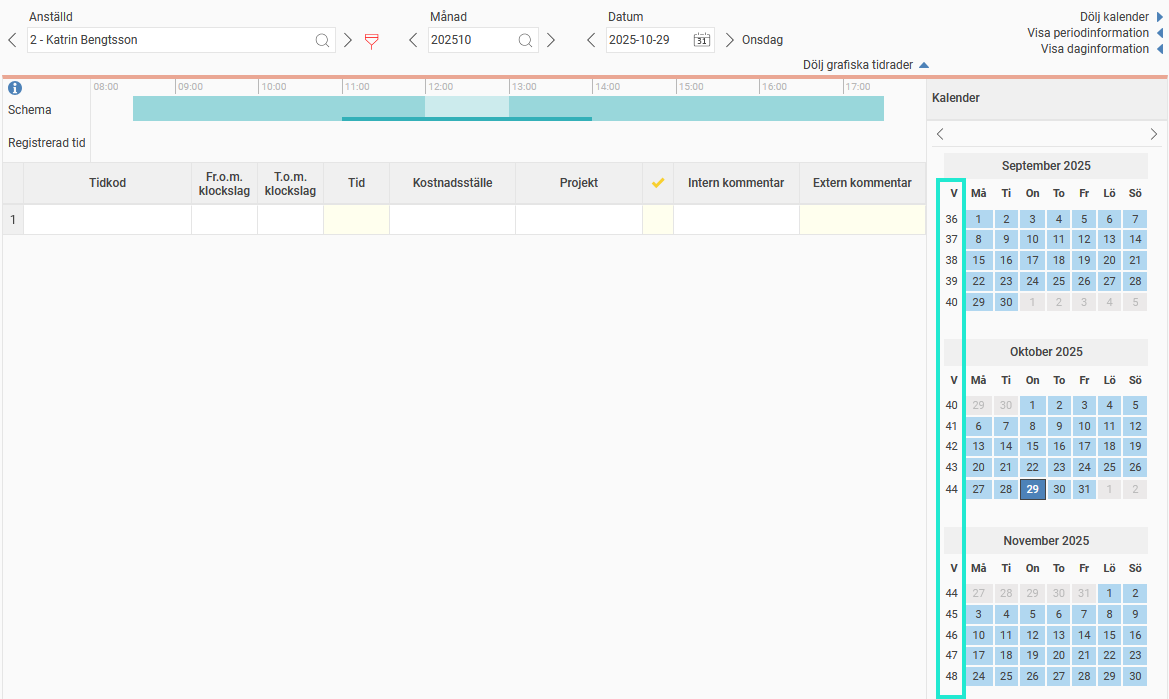 Anställd Månad Datum Dölj kalender
2 - Katrin Bengtsson 202510 2025-10-29 31 Onsdag Visa periodinformation
Visa daginformation
Dölj grafiska tidrader
08:00 09:00 10:00 11:00 12:00 13:00 14:00 15:00 16:00 17:00
Schema
Registrerad tid
Tidkod Fr.o.m. klockslag T.o.m. klockslag Tid Kostnadsställe Projekt Intern kommentar Extern kommentar
1
Kalender
September 2025
V Må Ti On To Fr Lö Sö
36 1 2 3 4 5 6 7
37 8 9 10 11 12 13 14
38 15 16 17 18 19 20 21
39 22 23 24 25 26 27 28
40 29 30 1 2 3 4 5
Oktober 2025
V Må Ti On To Fr Lö Sö
40 29 30 1 2 3 4 5
41 6 7 8 9 10 11 12
42 13 14 15 16 17 18 19
43 20 21 22 23 24 25 26
44 27 28 29 30 31 1 2
November 2025
V Må Ti On To Fr Lö Sö
44 27 28 29 30 31 1 2
45 3 4 5 6 7 8 9
46 10 11 12 13 14 15 16
47 17 18 19 20 21 22 23
48 24 25 26 27 28 29 30